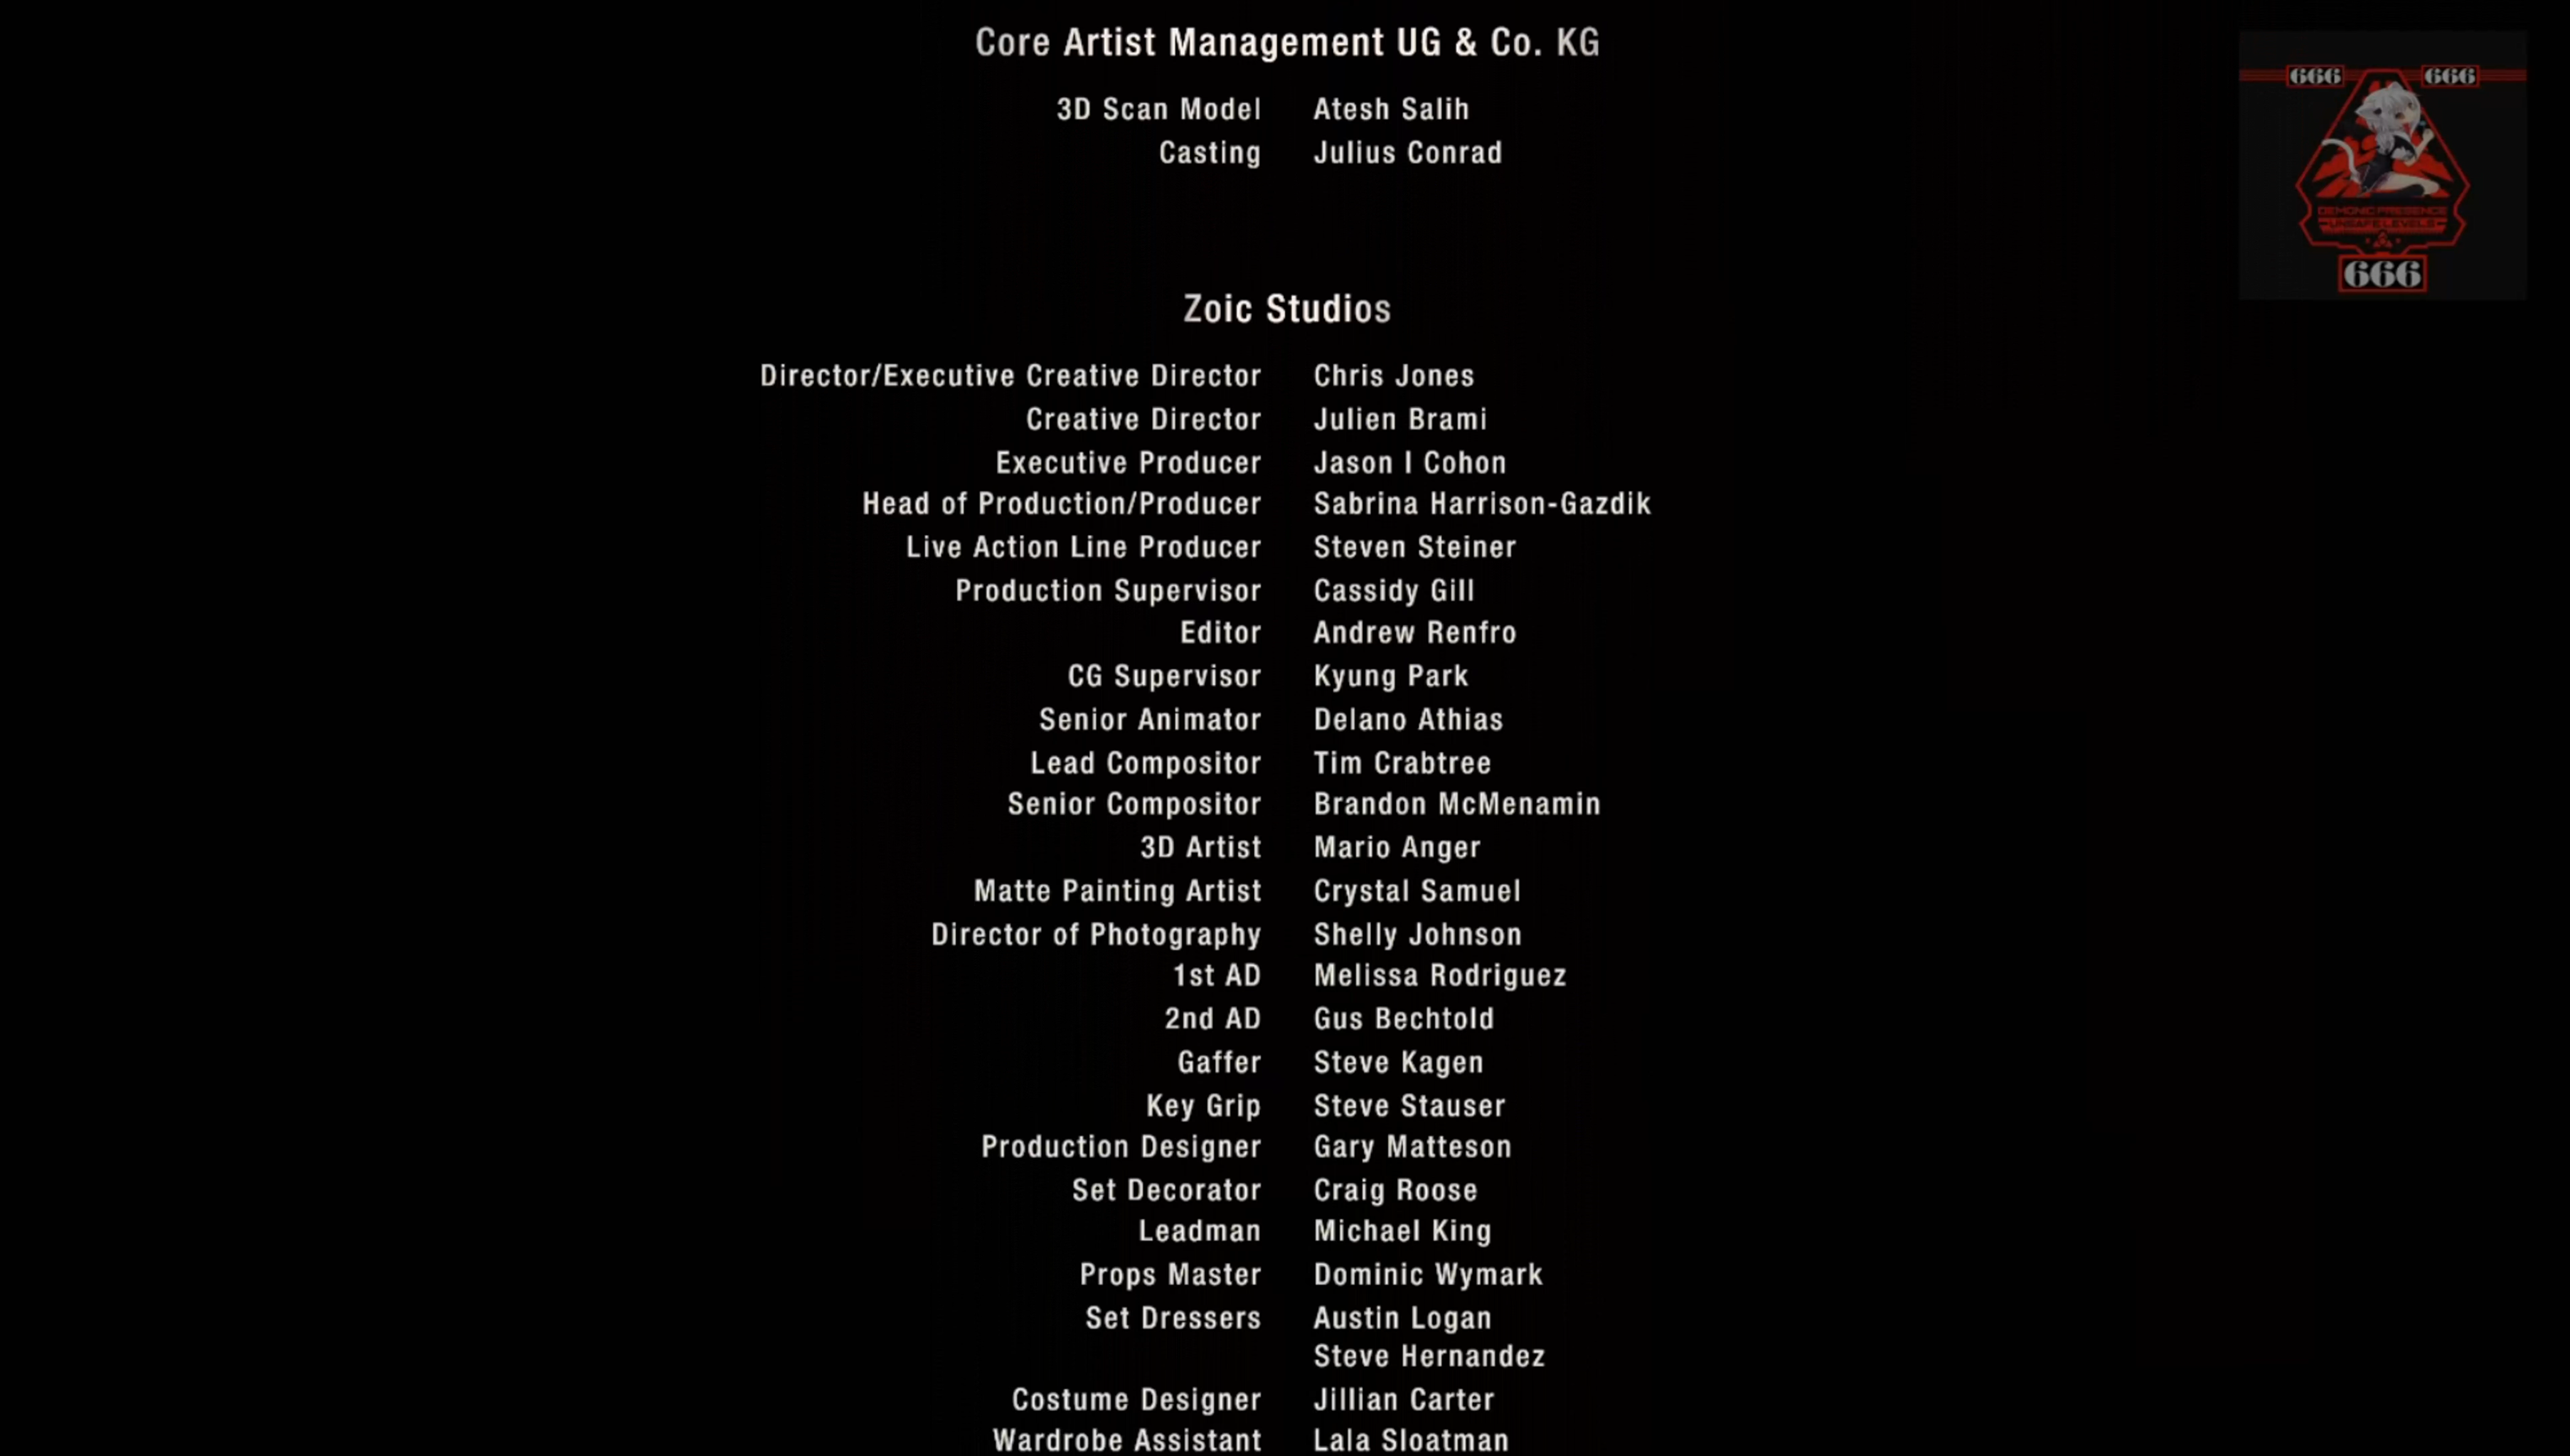 Core Artist Management UG & Co. KG
666 666
3D Scan Model Atesh Salih
Casting Julius Conrad
DEMONIC PRESENCE
UNSAFE LEVELS
666
Zoic Studios
Director/Executive Creative Director Chris Jones
Creative Director Julien Brami
Executive Producer Jason I Cohon
Head of Production/Producer Sabrina Harrison-Gazdik
Live Action Line Producer Steven Steiner
Production Supervisor Cassidy Gill
Editor Andrew Renfro
CG Supervisor Kyung Park
Senior Animator Delano Athias
Lead Compositor Tim Crabtree
Senior Compositor Brandon McMenamin
3D Artist Mario Anger
Matte Painting Artist Crystal Samuel
Director of Photography Shelly Johnson
1st AD Melissa Rodriguez
2nd AD Gus Bechtold
Gaffer Steve Kagen
Key Grip Steve Stauser
Production Designer Gary Matteson
Set Decorator Craig Roose
Leadman Michael King
Props Master Dominic Wymark
Set Dressers Austin Logan
Steve Hernandez
Costume Designer Jillian Carter
Wardrobe Assistant Lala Sloatman